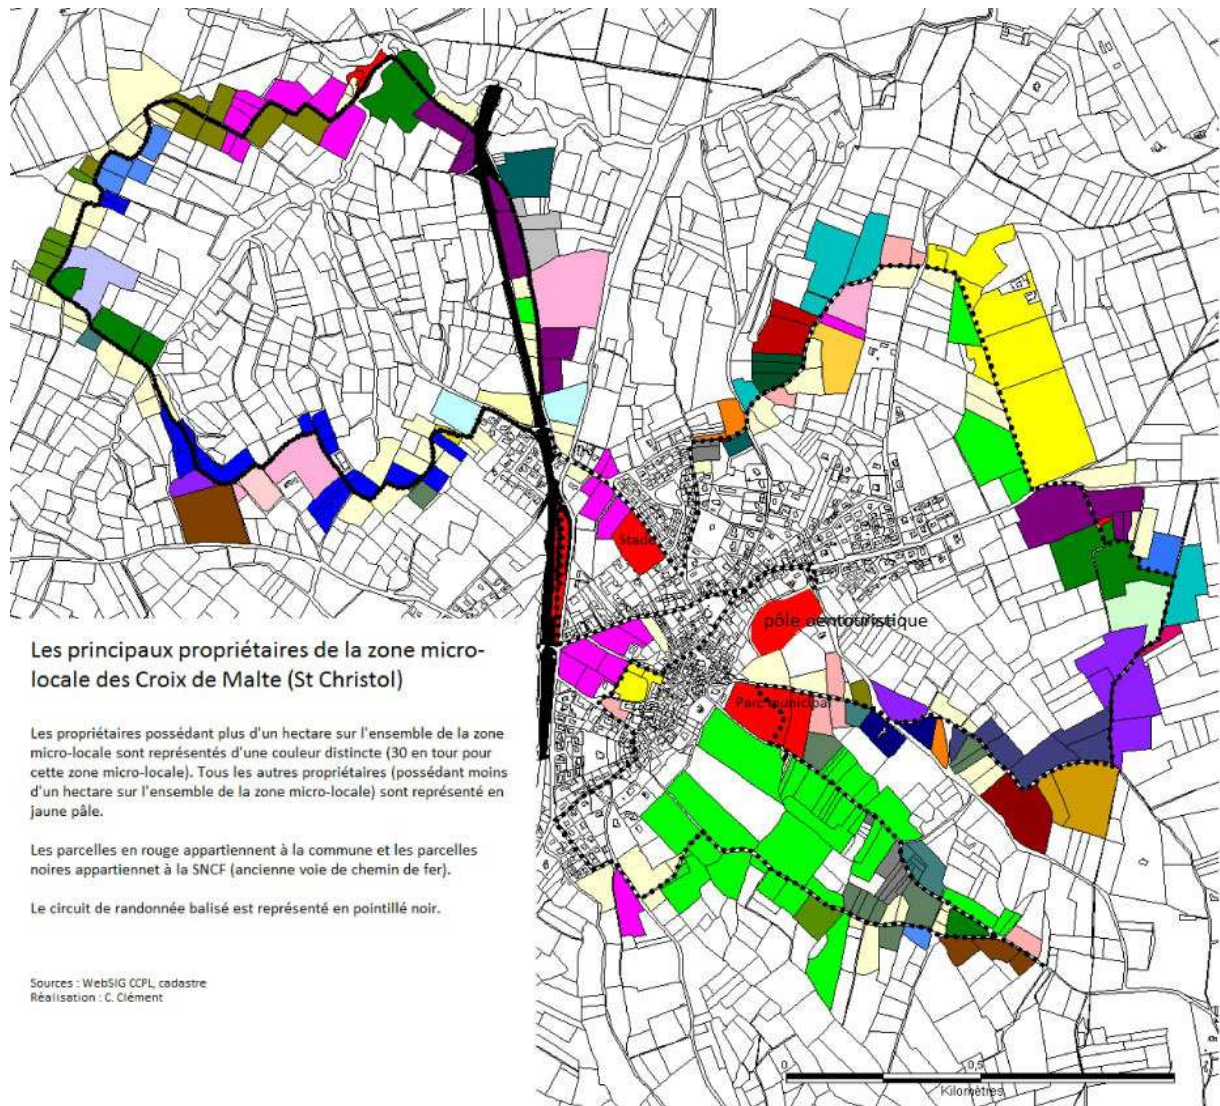 Stade
pôle oenotouristique
Parc municipal
Les principaux propriétaires de la zone micro-
locale des Croix de Malte (St Christol)
Les propriétaires possédant plus d'un hectare sur l'ensemble de la zone
micro-locale sont représentés d'une couleur distincte (30 en tour pour
cette zone micro-locale). Tous les autres propriétaires (possédant moins
d'un hectare sur l'ensemble de la zone micro-locale) sont représenté en
jaune pâle.
Les parcelles en rouge appartiennent à la commune et les parcelles
noires appartiennet à la SNCF (ancienne voie de chemin de fer).
Le circuit de randonnée balisé est représenté en pointillé noir.
Sources : WebSIG CCPL, cadastre
Réalisation : C. Clément
0 0,5 1
Kilomètres